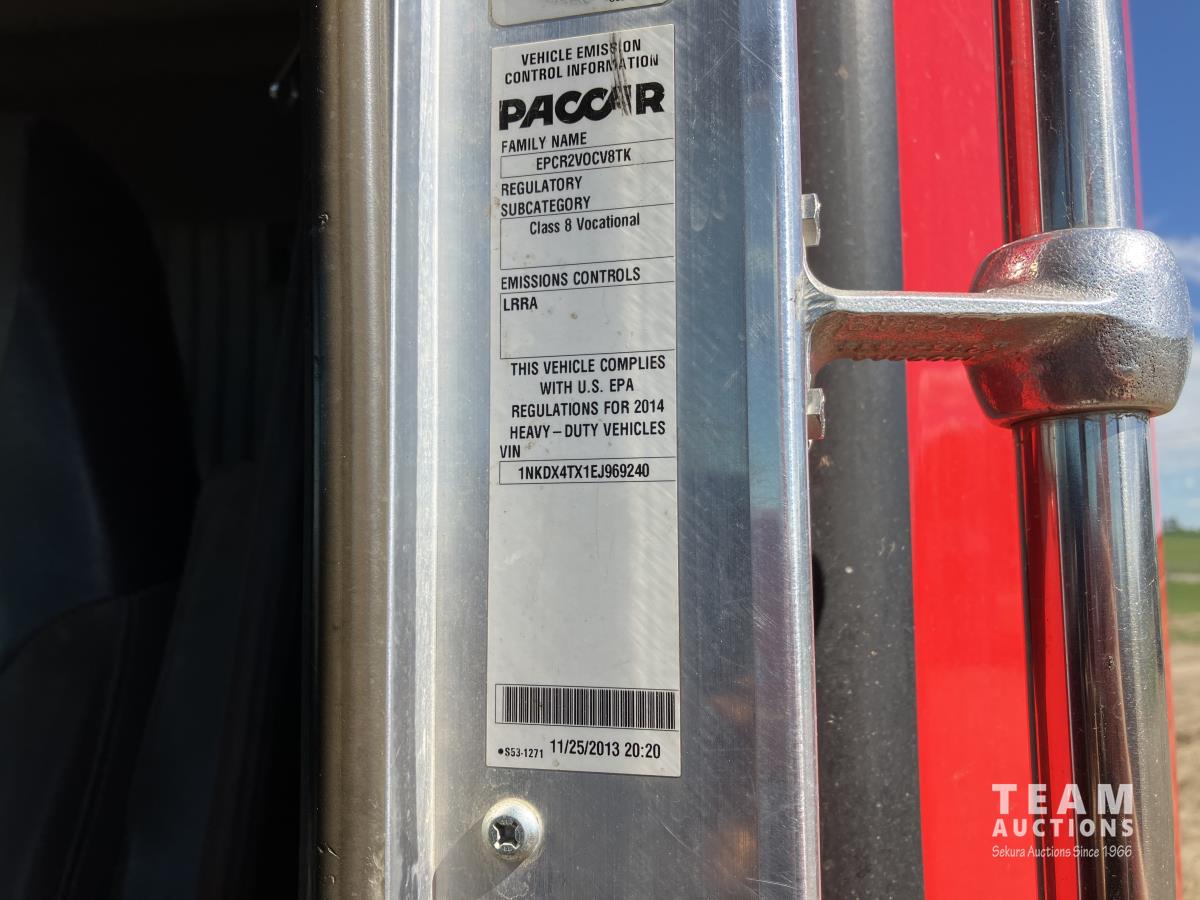 VEHICLE EMISSION
CONTROL INFORMATION
PACCAR
FAMILY NAME
EPCR2VOCV8TK
REGULATORY
SUBCATEGORY
Class 8 Vocational
EMISSIONS CONTROLS
LRRA
THIS VEHICLE COMPLIES
WITH U.S. EPA
REGULATIONS FOR 2014
HEAVY-DUTY VEHICLES
VIN
1NKDX4TX1EJ969240
●S53-1271 11/25/2013 20:20
TEAM
AUCTIONS
Sekura Auctions Since 1966